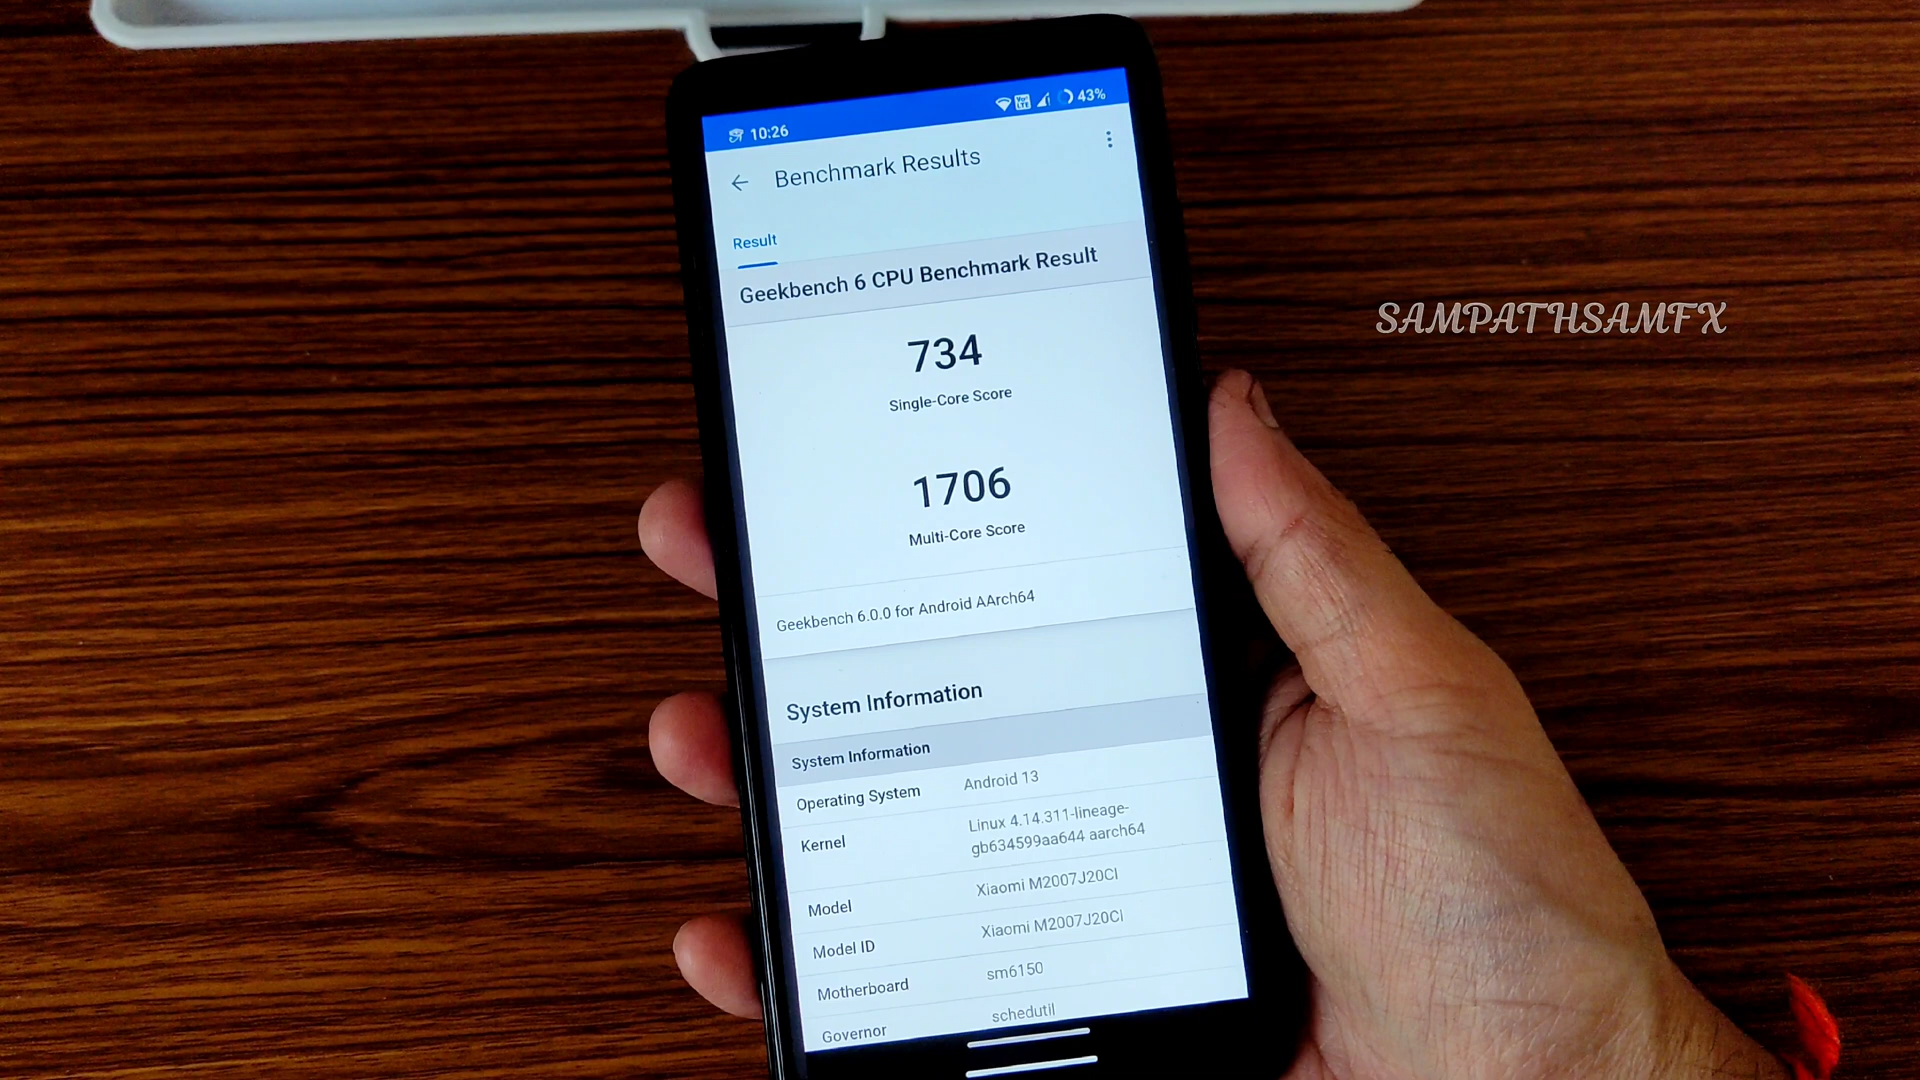 10:26
43%
Benchmark Results
Result
Geekbench 6 CPU Benchmark Result
734
Single-Core Score
1706
Multi-Core Score
Geekbench 6.0.0 for Android AArch64
System Information
System Information
Operating System Android 13
Kernel Linux 4.14.311-lineage-
gb634599aa644 aarch64
Model Xiaomi M2007J20CI
Model ID Xiaomi M2007J20CI
Motherboard sm6150
Governor schedutil
SAMPATHSAMFX